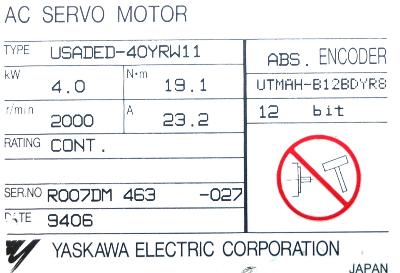 AC SERVO MOTOR
TYPE USADED-40YRW11
ABS. ENCODER
kW 4.0 N·m 19.1
UTMAH-B12BDYR8
r/min 2000 A 23.2
12 bit
RATING CONT.
SER.NO R007DM 463 -027
DATE 9406
YASKAWA ELECTRIC CORPORATION
JAPAN